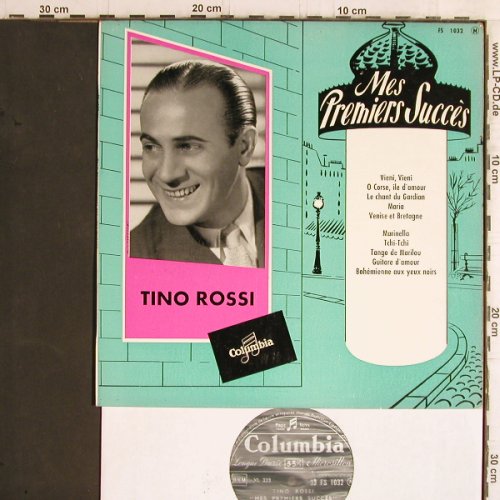 30 cm
20 cm
10 cm
FS 1032 M
Mes
Premiers Succès
Vieni, Vieni
O Corse, île d'amour
Le chant du Gardian
Maria
Venise et Bretagne
Marinella
Tchi-Tchi
Tango de Marilou
Guitare d'amour
Bohémienne aux yeux noirs
TINO ROSSI
Columbia
Columbia
33 FS 1032
TINO ROSSI
MES PREMIERS SUCCÈS
www.LP-CD.de
10 cm
20 cm
30 cm